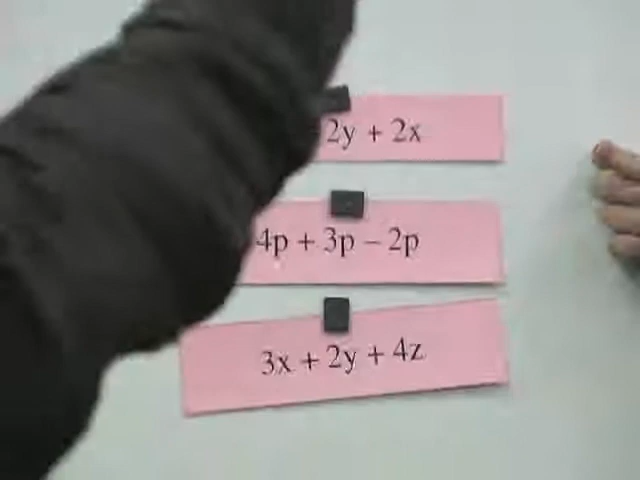 2y + 2x
4p + 3p – 2p
3x + 2y + 4z